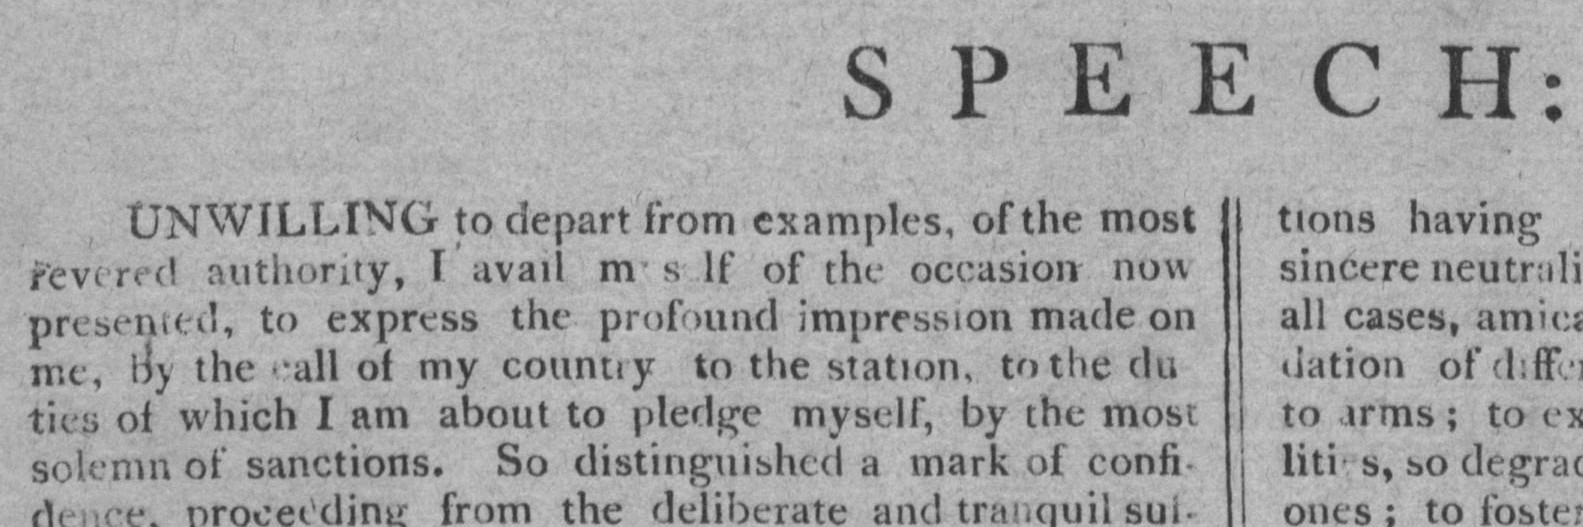 SPEECH:
UNWILLING to depart from examples, of the most
revered authority, I avail myself of the occasion now
presented, to express the profound impression made on
me, by the call of my country to the station, to the du
ties of which I am about to pledge myself, by the most
solemn of sanctions. So distinguished a mark of confi-
dence, proceeding from the deliberate and tranquil suf-
tions having
sincere neutrali
all cases, amica
dation of differ
to arms; to ex
lities, so degrad
ones; to foster